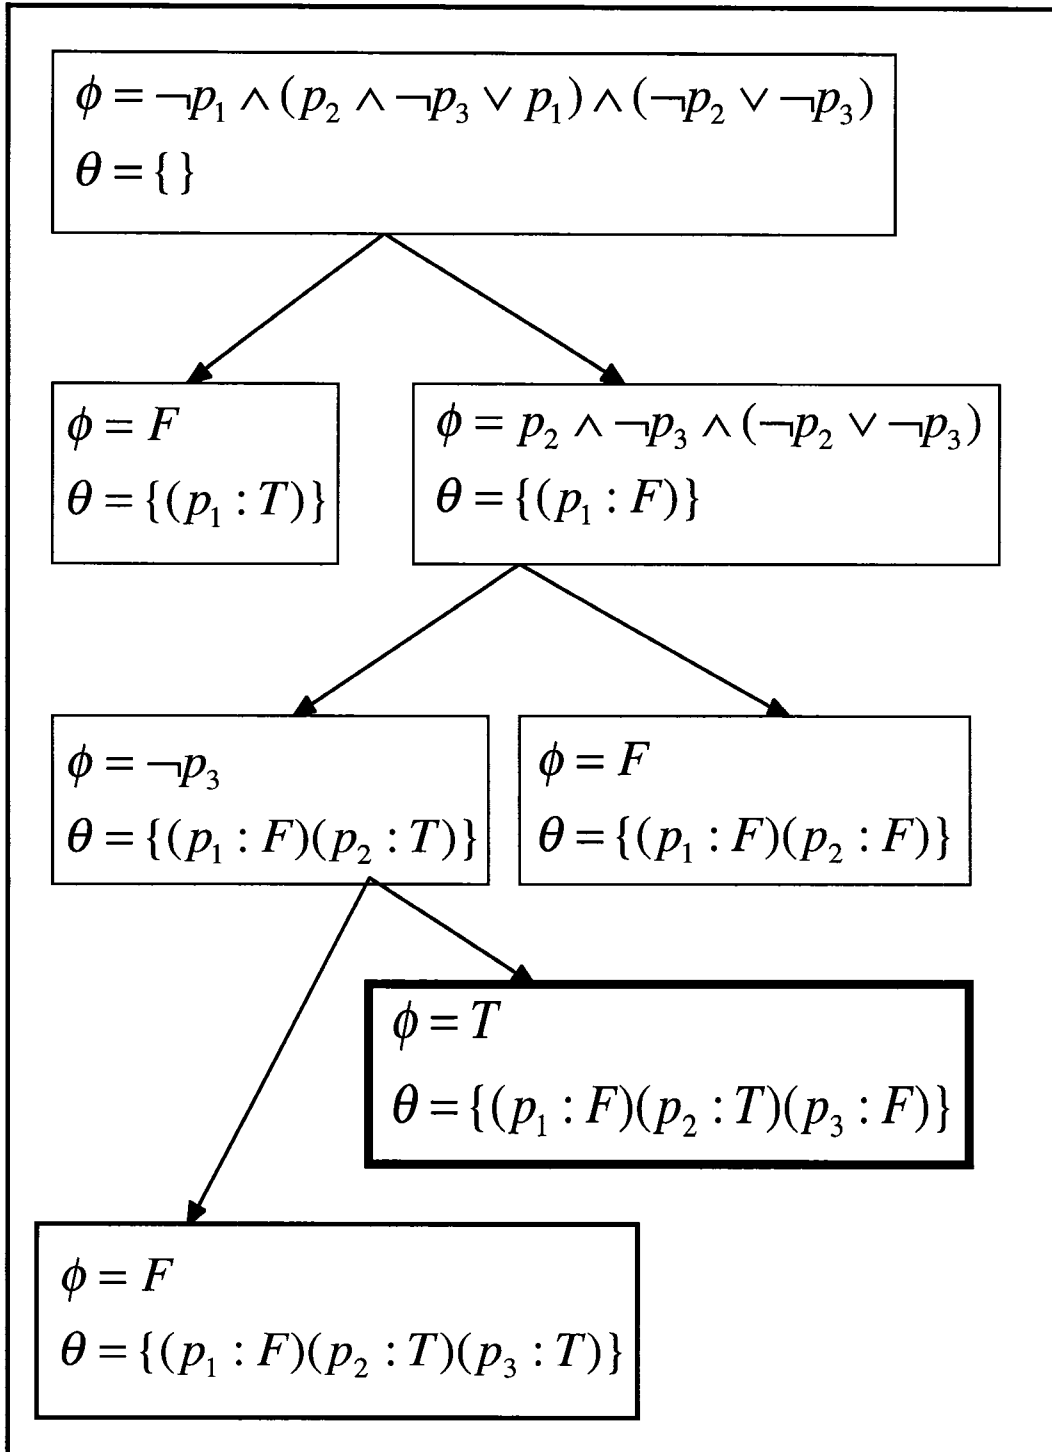 ϕ = ¬p₁ ∧ (p₂ ∧ ¬p₃ ∨ p₁) ∧ (¬p₂ ∨ ¬p₃)
θ = { }
ϕ = F
θ = {(p₁ : T)}
ϕ = p₂ ∧ ¬p₃ ∧ (¬p₂ ∨ ¬p₃)
θ = {(p₁ : F)}
ϕ = ¬p₃
θ = {(p₁ : F)(p₂ : T)}
ϕ = F
θ = {(p₁ : F)(p₂ : F)}
ϕ = T
θ = {(p₁ : F)(p₂ : T)(p₃ : F)}
ϕ = F
θ = {(p₁ : F)(p₂ : T)(p₃ : T)}